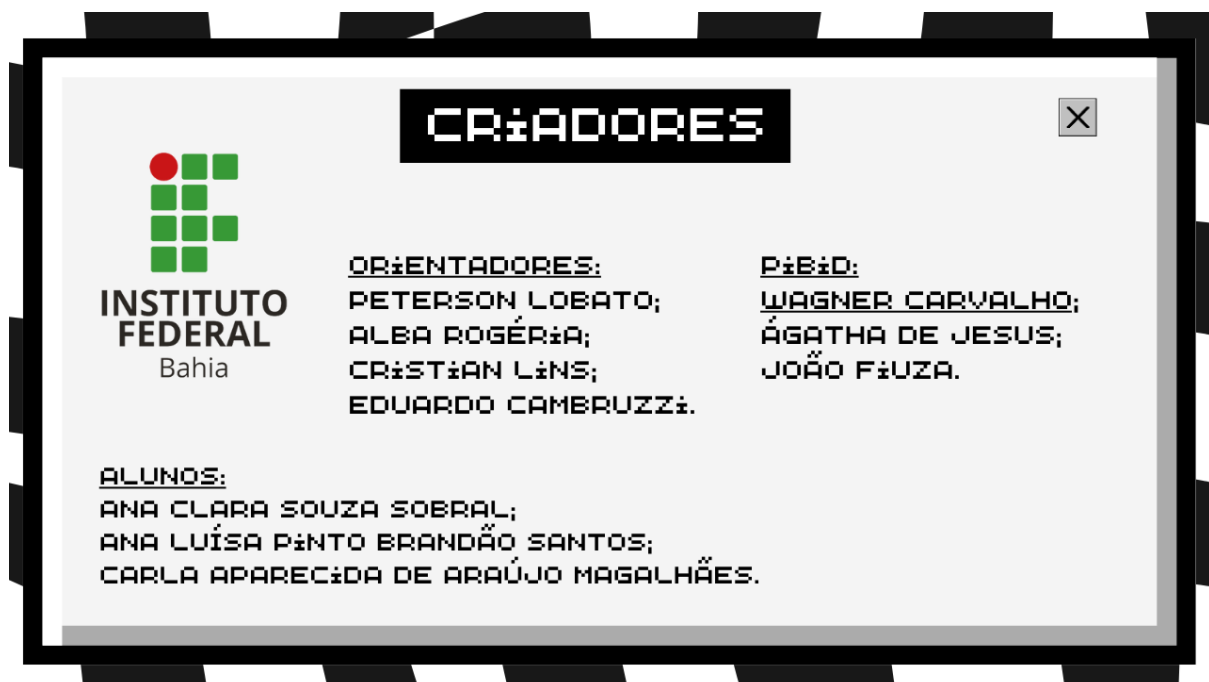 CRiADORES
X
INSTITUTO
FEDERAL
Bahia
ORiENTADORES:
PETERSON LOBATO;
ALBA ROGÉRiA;
CRiSTiAN LiNS;
EDUARDO CAMBRUZZi.
PiBiD:
WAGNER CARVALHO;
ÁGATHA DE JESUS;
JOÃO FiUZA.
ALUNOS:
ANA CLARA SOUZA SOBRAL;
ANA LUÍSA PiNTO BRANDÃO SANTOS;
CARLA APARECiDA DE ARAÚJO MAGALHÃES.